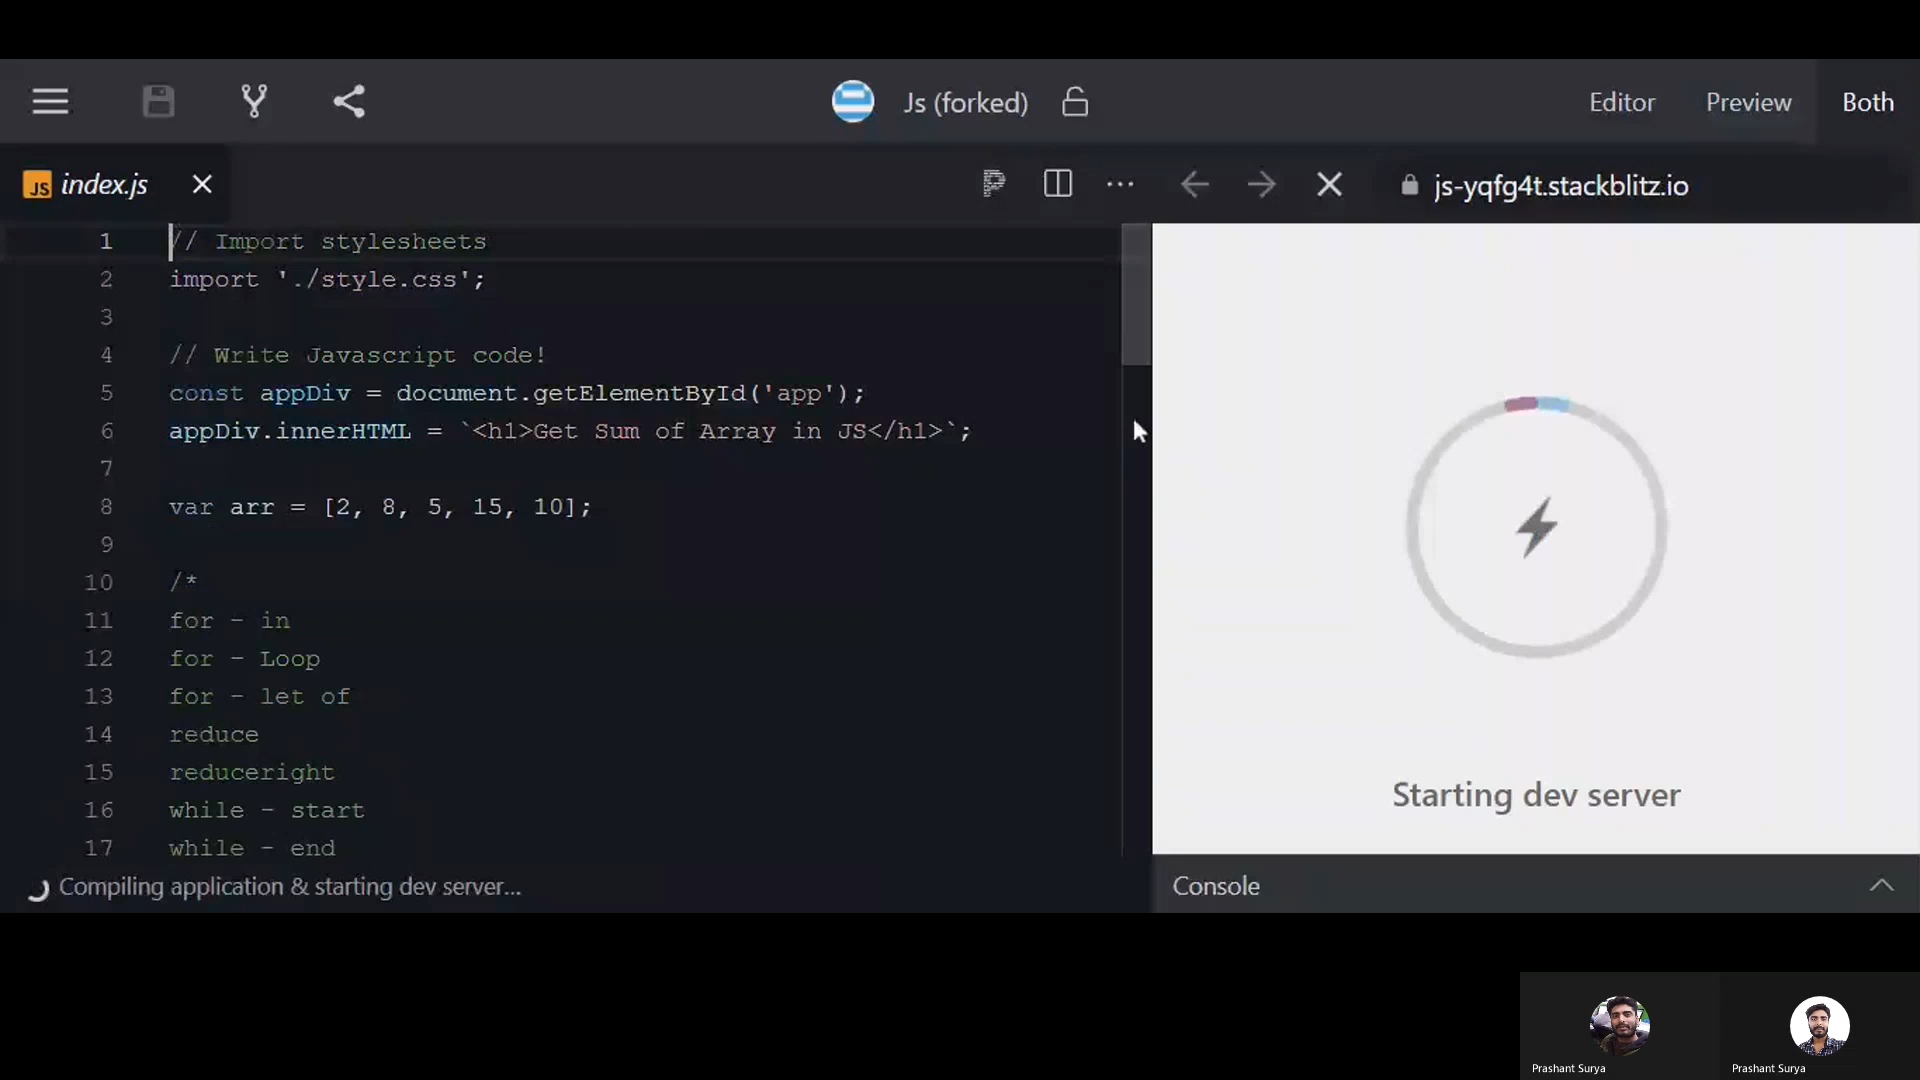 Js (forked)
Editor
Preview
Both
JS index.js
js-yqfg4t.stackblitz.io
1 // Import stylesheets
2 import './style.css';
3
4 // Write Javascript code!
5 const appDiv = document.getElementById('app');
6 appDiv.innerHTML = `<h1>Get Sum of Array in JS</h1>`;
7
8 var arr = [2, 8, 5, 15, 10];
9
10 /*
11 for - in
12 for - Loop
13 for - let of
14 reduce
15 reduceright
16 while - start
17 while - end
Starting dev server
Compiling application & starting dev server...
Console
Prashant Surya
Prashant Surya